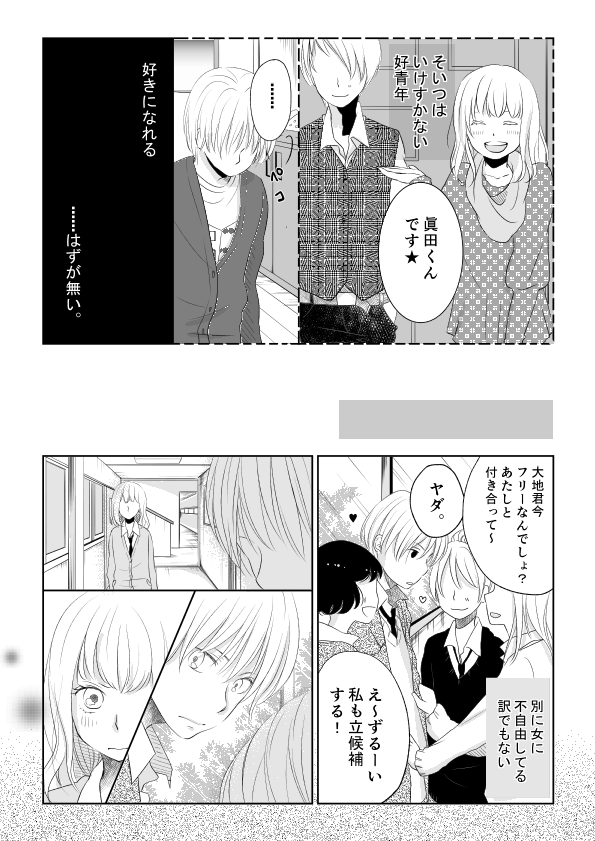 そいつは
いけすかない
好青年
眞田くん
です★
……
ペコ
好きになれる
……はずが無い。
大地君今
フリーなんでしょ？
あたしと
付き合って～
ヤダ。
え～ずるーい
私も立候補
する！
別に女に
不自由してる
訳でもない